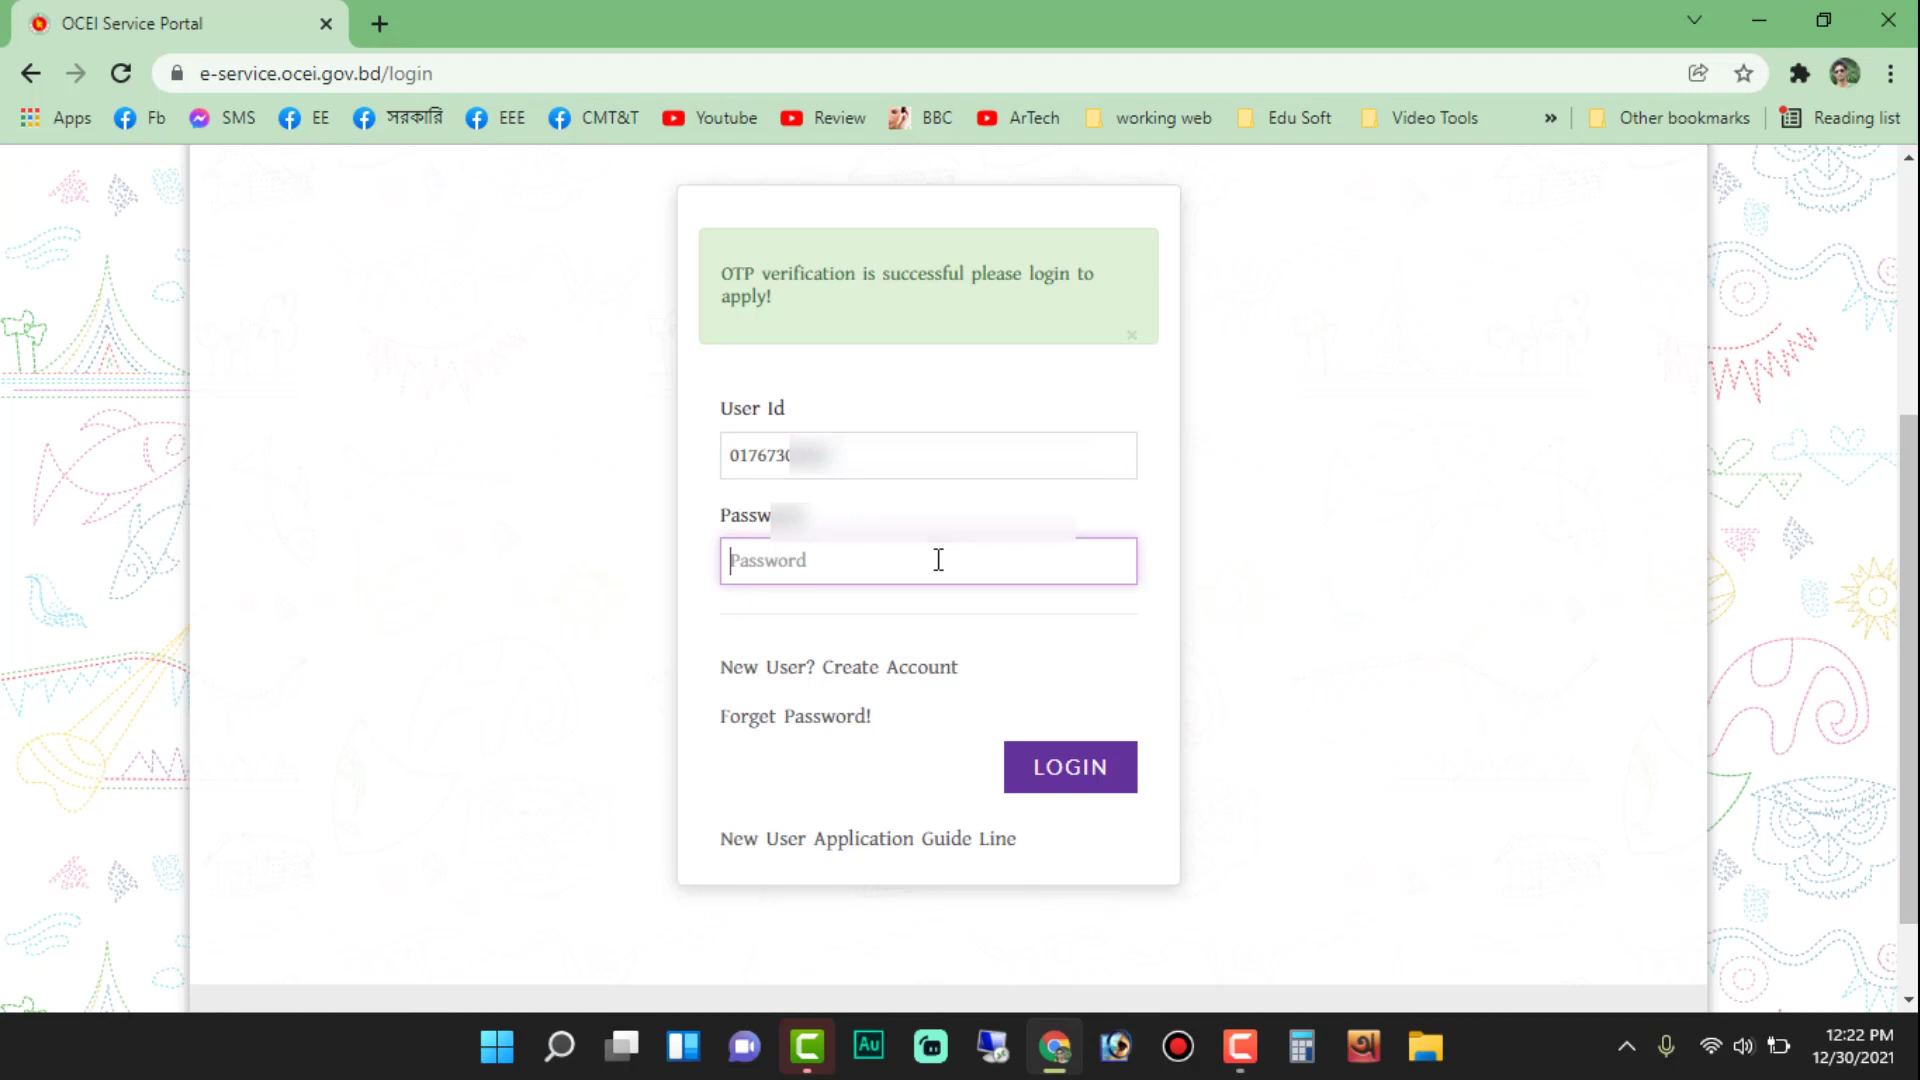 OCEI Service Portal
e-service.ocei.gov.bd/login
Apps Fb SMS EE সরকারি EEE CMT&T Youtube Review BBC ArTech working web Edu Soft Video Tools » Other bookmarks Reading list
OTP verification is successful please login to
apply!
×
User Id
0176730
Passw
Password
New User? Create Account
Forget Password!
LOGIN
New User Application Guide Line
Au
অ
12:22 PM
12/30/2021